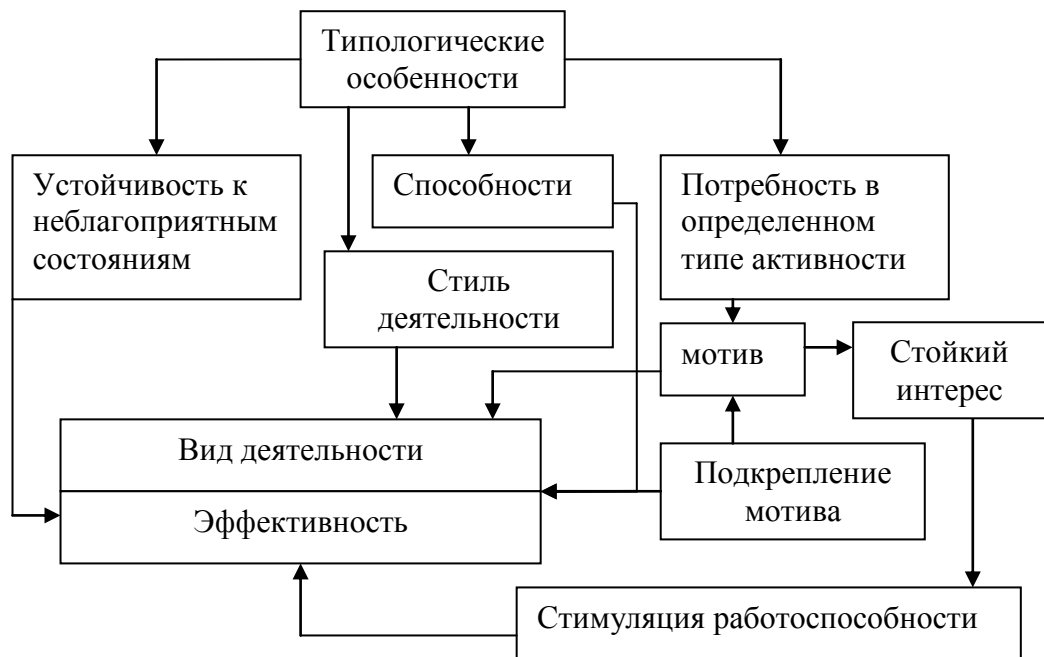 Типологические
особенности
Устойчивость к
неблагоприятным
состояниям
Способности
Потребность в
определенном
типе активности
Стиль
деятельности
мотив
Стойкий
интерес
Вид деятельности
Эффективность
Подкрепление
мотива
Стимуляция работоспособности